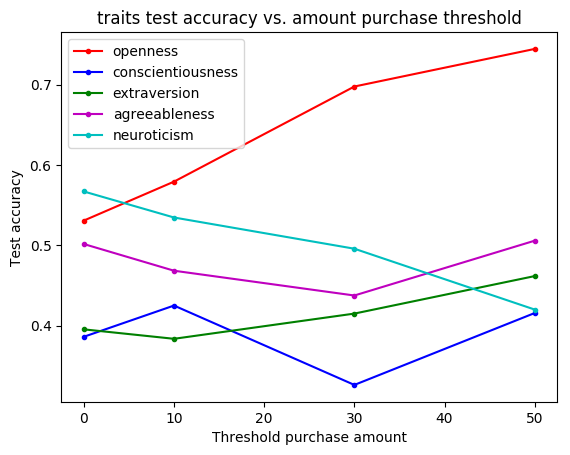 traits test accuracy vs. amount purchase threshold
openness
conscientiousness
extraversion
agreeableness
neuroticism
Test accuracy
0.7
0.6
0.5
0.4
0 10 20 30 40 50
Threshold purchase amount